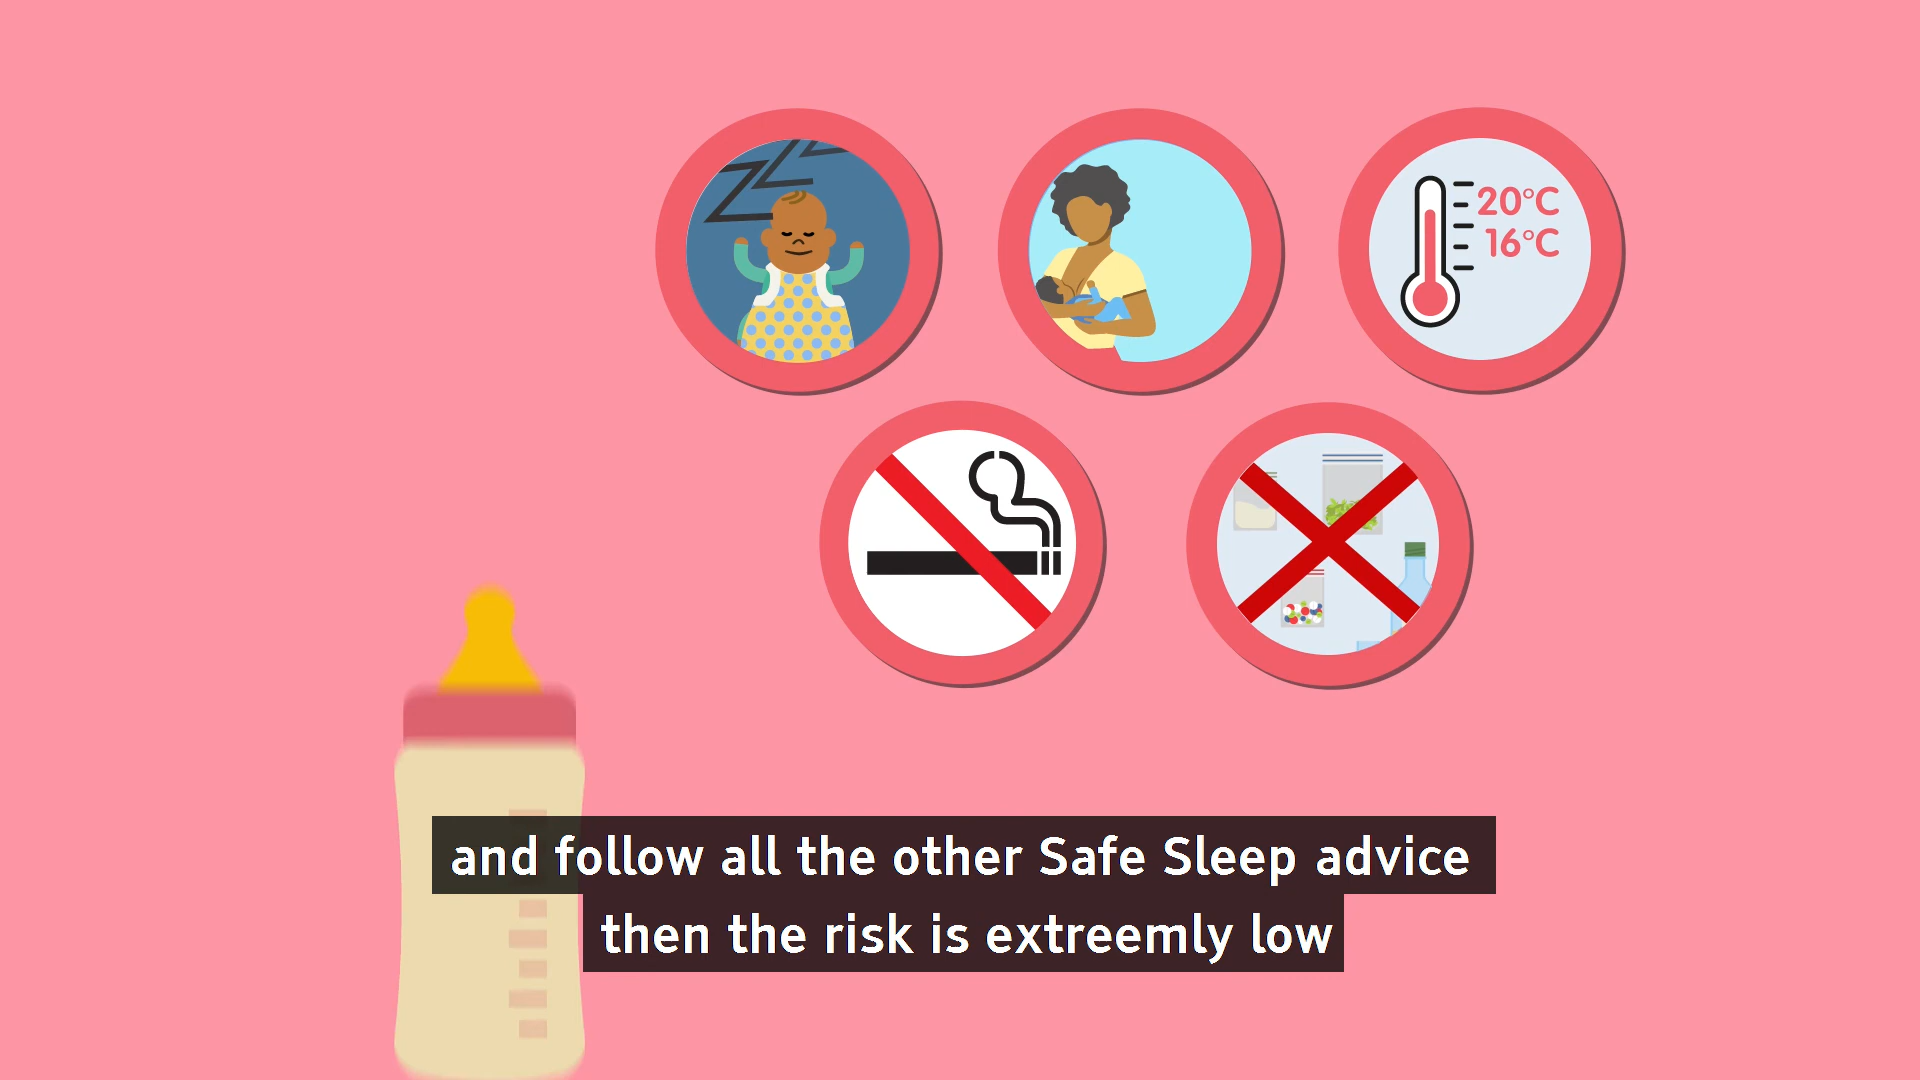 20°C
16°C
and follow all the other Safe Sleep advice
then the risk is extreemly low